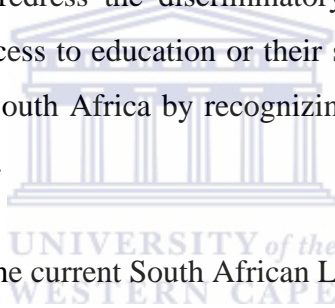 redress the discriminatory
cess to education or their s
outh Africa by recognizin
UNIVERSITY of the
he current South African L
WESTERN CAPE